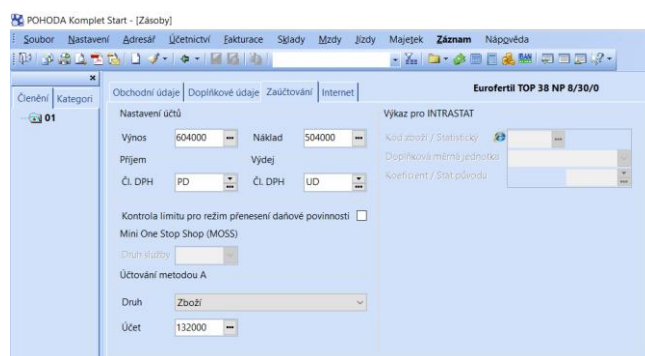 POHODA Komplet Start - [Zásoby]
Soubor Nastavení Adresář Účetnictví Fakturace Sklady Mzdy Jízdy Majetek Záznam Nápověda
Členění Kategori
01
Obchodní údaje Doplňkové údaje Zaúčtování Internet
Eurofertil TOP 38 NP 8/30/0
Nastavení účtů
Výnos 604000 Náklad 504000
Příjem Výdej
Čl. DPH PD Čl. DPH UD
Kontrola limitu pro režim přenesení daňové povinnosti
Mini One Stop Shop (MOSS)
Druh služby
Účtování metodou A
Druh Zboží
Účet 132000
Výkaz pro INTRASTAT
Kód zboží / Statistický
Doplňková měrná jednotka
Koeficient / Stát původu